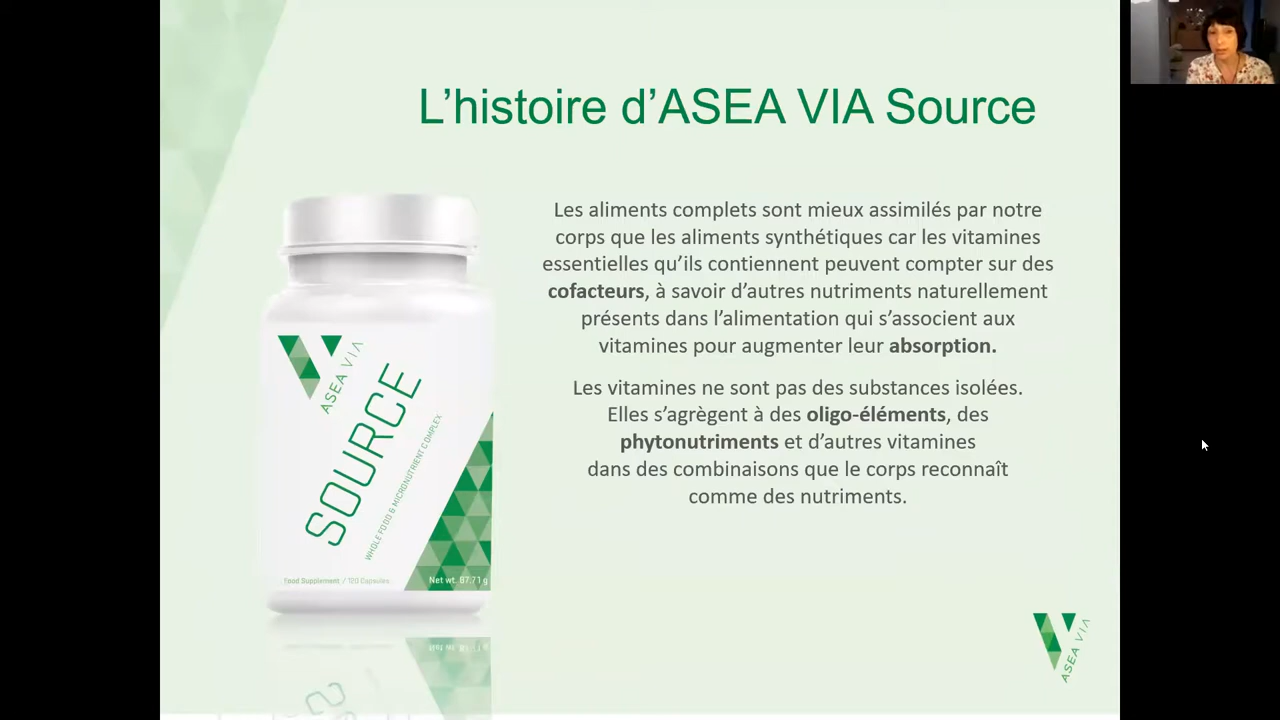 L’histoire d’ASEA VIA Source
Les aliments complets sont mieux assimilés par notre
corps que les aliments synthétiques car les vitamines
essentielles qu’ils contiennent peuvent compter sur des
cofacteurs, à savoir d’autres nutriments naturellement
présents dans l’alimentation qui s’associent aux
vitamines pour augmenter leur absorption.
Les vitamines ne sont pas des substances isolées.
Elles s’agrègent à des oligo-éléments, des
phytonutriments et d’autres vitamines
dans des combinaisons que le corps reconnaît
comme des nutriments.
ASEA VIA
SOURCE
WHOLE FOOD & MICRONUTRIENT COMPLEX
Food Supplement / 120 Capsules
Net wt. 87.71 g
ASEA VIA